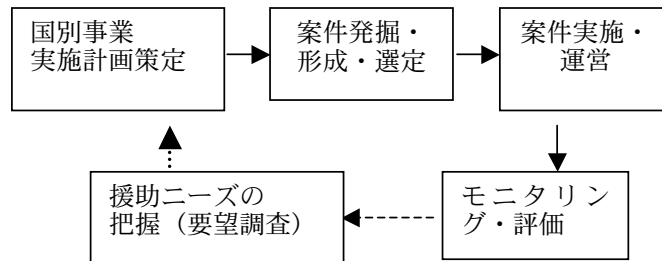 国別事業
実施計画策定
案件発掘・
形成・選定
案件実施・
運営
援助ニーズの
把握（要望調査）
モニタリン
グ・評価